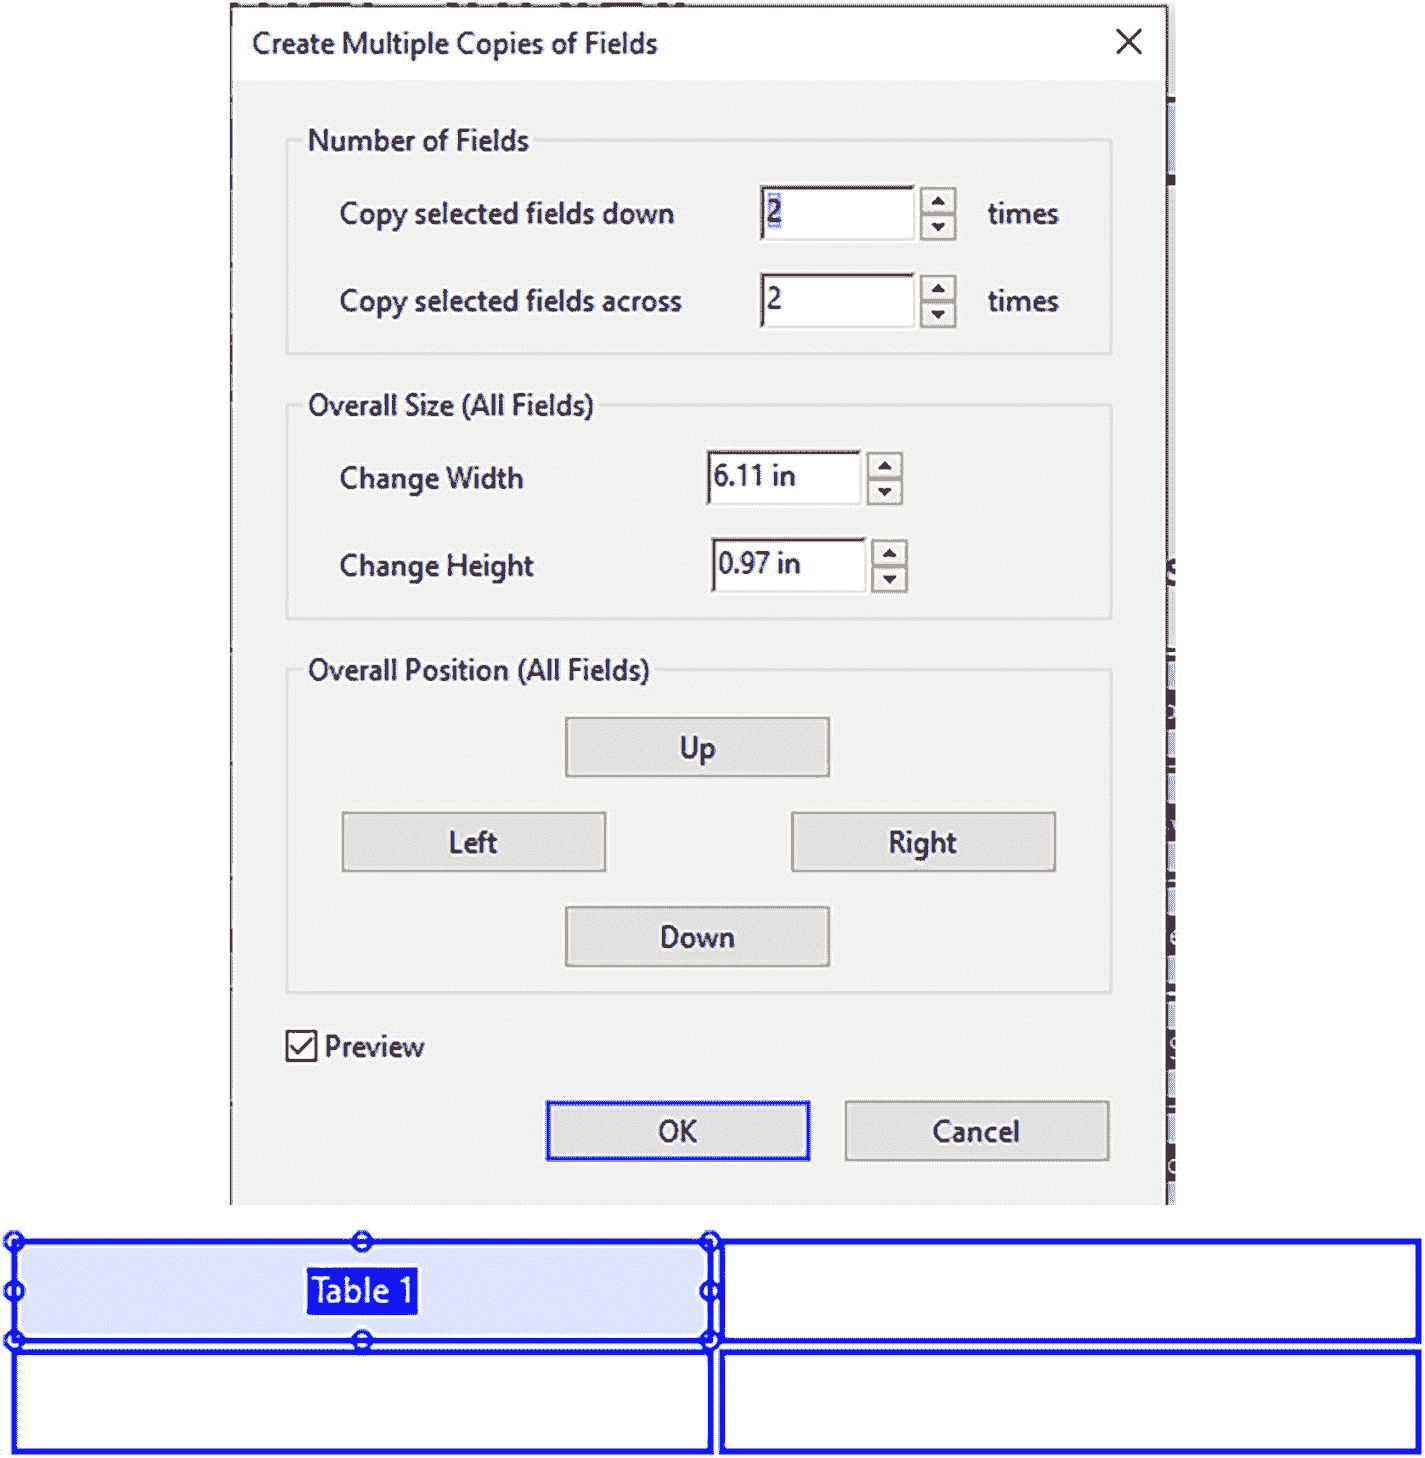 Create Multiple Copies of Fields
Number of Fields
Copy selected fields down 2 times
Copy selected fields across 2 times
Overall Size (All Fields)
Change Width 6.11 in
Change Height 0.97 in
Overall Position (All Fields)
Up
Left Right
Down
Preview
OK Cancel
Table 1